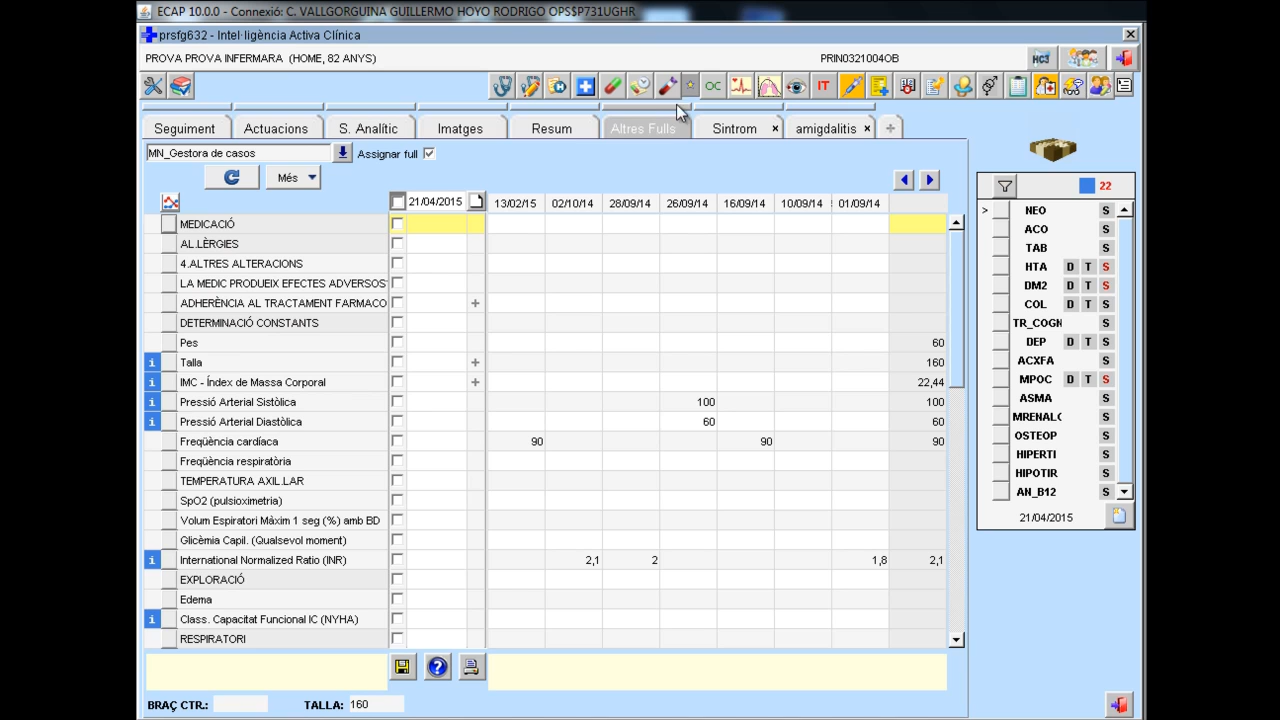 ECAP 10.0.0 - Connexió: C. VALLGORGUINA GUILLERMO HOYO RODRIGO OPS$P731UGHR
prsfg632 - Intel·ligència Activa Clínica
PROVA PROVA INFERMARA (HOME, 82 ANYS) PRIN0321004OB HC3
OC IT
Seguiment Actuacions S. Analític Imatges Resum Altres Fulls Sintrom × amigdalitis × +
MN_Gestora de casos Assignar full
Més
21/04/2015 13/02/15 02/10/14 28/09/14 26/09/14 16/09/14 10/09/14 01/09/14
MEDICACIÓ
AL.LÈRGIES
4.ALTRES ALTERACIONS
LA MEDIC PRODUEIX EFECTES ADVERSOS
ADHERÈNCIA AL TRACTAMENT FARMACO +
DETERMINACIÓ CONSTANTS
Pes 60
i Talla + 160
i IMC - Índex de Massa Corporal + 22,44
i Pressió Arterial Sistòlica 100 100
i Pressió Arterial Diastòlica 60 60
Freqüència cardíaca 90 90 90
Freqüència respiratòria
TEMPERATURA AXIL.LAR
SpO2 (pulsioximetria)
Volum Espiratori Màxim 1 seg (%) amb BD
Glicèmia Capil. (Qualsevol moment)
i International Normalized Ratio (INR) 2,1 2 1,8 2,1
EXPLORACIÓ
Edema
i Class. Capacitat Funcional IC (NYHA)
RESPIRATORI
BRAÇ CTR.: TALLA: 160
22
> NEO S
ACO S
TAB S
HTA D T S
DM2 D T S
COL D T S
TR_COGN S
DEP D T S
ACXFA S
MPOC D T S
ASMA S
MRENALC S
OSTEOP S
HIPERTI S
HIPOTIR S
AN_B12 S
21/04/2015